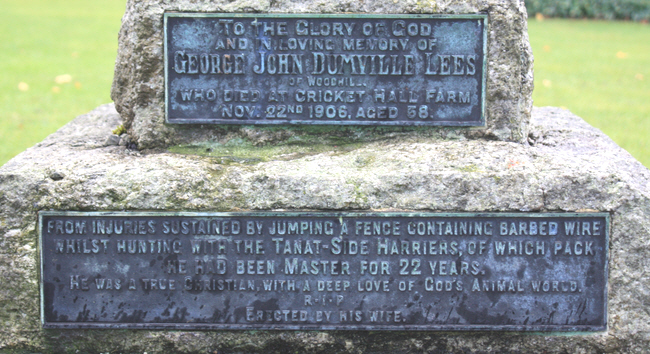 TO THE GLORY OF GOD
AND IN LOVING MEMORY OF
GEORGE JOHN DUMVILLE LEES
OF WOODHILL.
WHO DIED AT CRICKET HALL FARM
NOV. 22ND 1906, AGED 58.
FROM INJURIES SUSTAINED BY JUMPING A FENCE CONTAINING BARBED WIRE
WHILST HUNTING WITH THE TANAT-SIDE HARRIERS, OF WHICH PACK
HE HAD BEEN MASTER FOR 22 YEARS.
HE WAS A TRUE CHRISTIAN, WITH A DEEP LOVE OF GOD'S, ANIMAL WORLD.
R·I·P
ERECTED BY HIS WIFE.